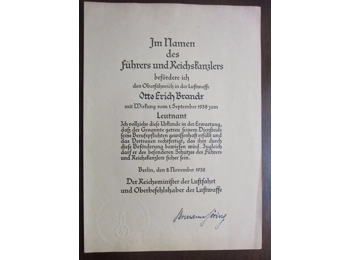 Im Namen
des
Führers und Reichskanzlers
befördere ich
den Oberfähnrich in der Luftwaffe
Otto Erich Brandt
mit Wirkung vom 1. September 1938 zum
Leutnant
Ich vollziehe diese Urkunde in der Erwartung,
daß der Genannte getreu seinem Diensteide
seine Berufspflichten gewissenhaft erfüllt und
das Vertrauen rechtfertigt, das ihm durch
diese Beförderung bewiesen wird. Zugleich
darf er des besonderen Schutzes des Führers
und Reichskanzlers sicher sein.
Berlin, den 8. November 1938
Der Reichsminister der Luftfahrt
und Oberbefehlshaber der Luftwaffe
Hermann Göring